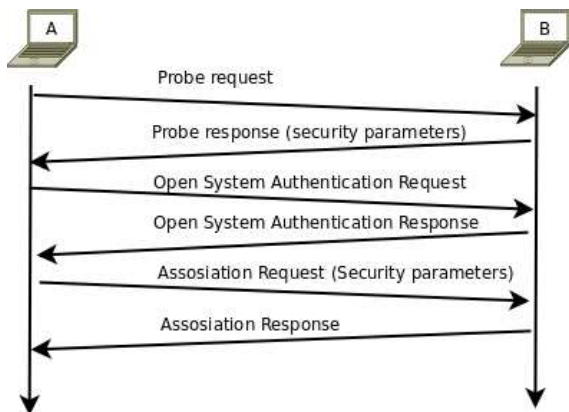 A
B
Probe request
Probe response (security parameters)
Open System Authentication Request
Open System Authentication Response
Assosiation Request (Security parameters)
Assosiation Response